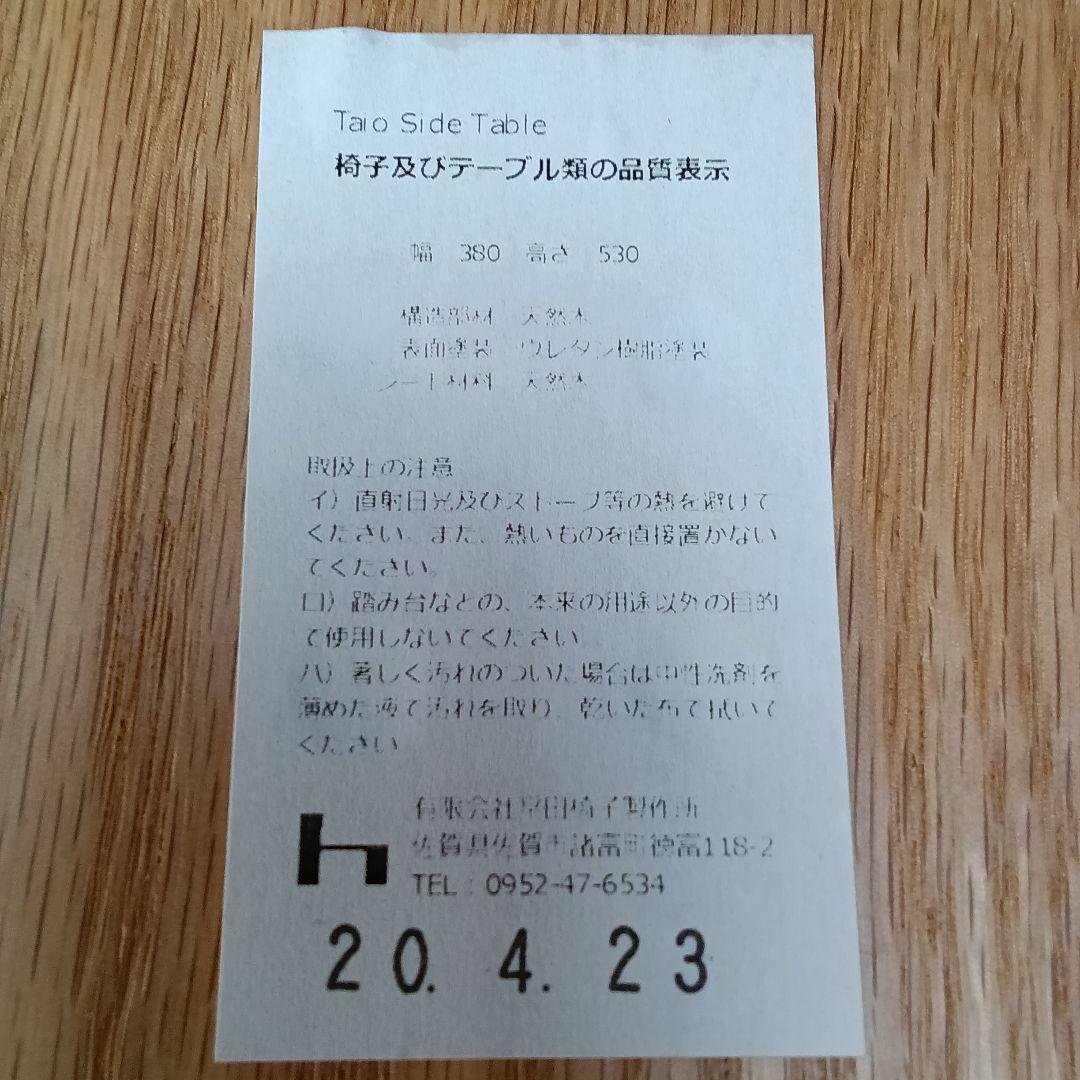 Taio Side Table
椅子及びテーブル類の品質表示
幅 380 高さ 530
構造部材 天然木
表面塗装 ウレタン樹脂塗装
シート材料 天然木
取扱上の注意
イ）直射日光及びストーブ等の熱を避けて
ください。また、熱いものを直接置かない
でください。
ロ）踏み台などの、本来の用途以外の目的
で使用しないでください。
ハ）著しく汚れのついた場合は中性洗剤を
薄めた液で汚れを取り、乾いた布で拭いて
ください。
有限会社 椅子製作所
佐賀県佐賀市諸富町徳富118-2
TEL：0952-47-6534
20. 4. 23